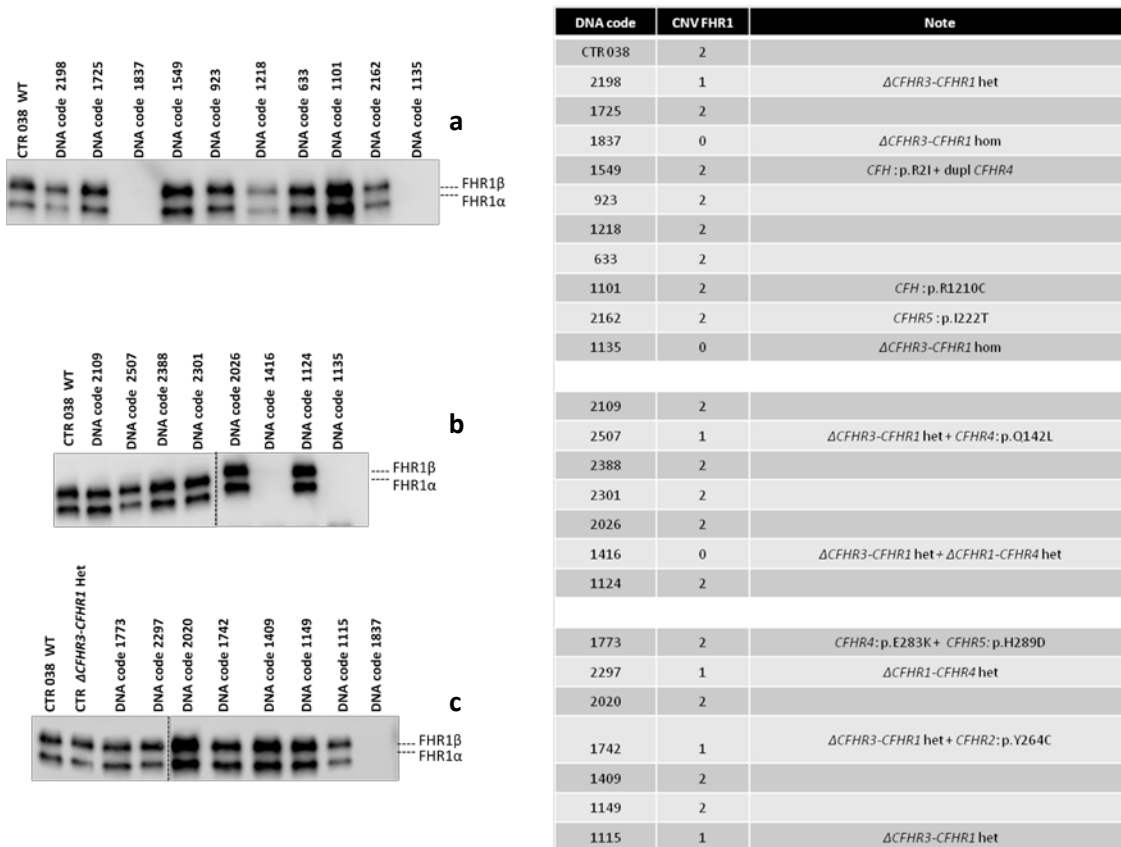 CTR 038 WT
DNA code 2198
DNA code 1725
DNA code 1837
DNA code 1549
DNA code 923
DNA code 1218
DNA code 633
DNA code 1101
DNA code 2162
DNA code 1135
a
FHR1β
FHR1α
CTR 038 WT
DNA code 2109
DNA code 2507
DNA code 2388
DNA code 2301
DNA code 2026
DNA code 1416
DNA code 1124
DNA code 1135
b
FHR1β
FHR1α
CTR 038 WT
CTR ΔCFHR3-CFHR1 Het
DNA code 1773
DNA code 2297
DNA code 2020
DNA code 1742
DNA code 1409
DNA code 1149
DNA code 1115
DNA code 1837
c
FHR1β
FHR1α
DNA code CNV FHR1 Note
CTR 038 2
2198 1 ΔCFHR3-CFHR1 het
1725 2
1837 0 ΔCFHR3-CFHR1 hom
1549 2 CFH : p.R2I + dupl CFHR4
923 2
1218 2
633 2
1101 2 CFH : p.R1210C
2162 2 CFHR5 : p.I222T
1135 0 ΔCFHR3-CFHR1 hom
2109 2
2507 1 ΔCFHR3-CFHR1 het + CFHR4: p.Q142L
2388 2
2301 2
2026 2
1416 0 ΔCFHR3-CFHR1 het + ΔCFHR1-CFHR4 het
1124 2
1773 2 CFHR4: p.E283K + CFHR5: p.H289D
2297 1 ΔCFHR1-CFHR4 het
2020 2
1742 1 ΔCFHR3-CFHR1 het + CFHR2: p.Y264C
1409 2
1149 2
1115 1 ΔCFHR3-CFHR1 het